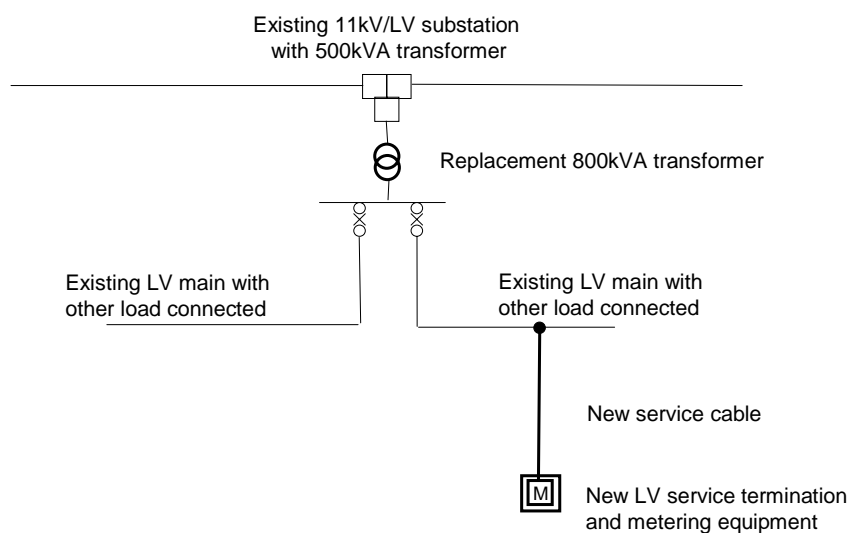 Existing 11kV/LV substation
with 500kVA transformer
Replacement 800kVA transformer
Existing LV main with
other load connected
Existing LV main with
other load connected
New service cable
M
New LV service termination
and metering equipment